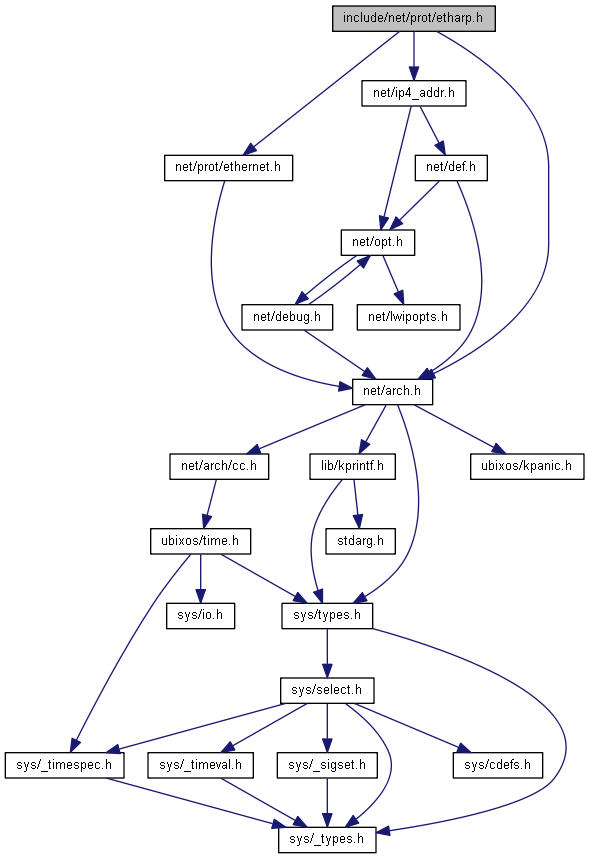 include/net/prot/etharp.h
net/ip4_addr.h
net/prot/ethernet.h
net/def.h
net/opt.h
net/debug.h
net/lwipopts.h
net/arch.h
net/arch/cc.h
lib/kprintf.h
ubixos/kpanic.h
ubixos/time.h
stdarg.h
sys/io.h
sys/types.h
sys/select.h
sys/_timespec.h
sys/_timeval.h
sys/_sigset.h
sys/cdefs.h
sys/_types.h